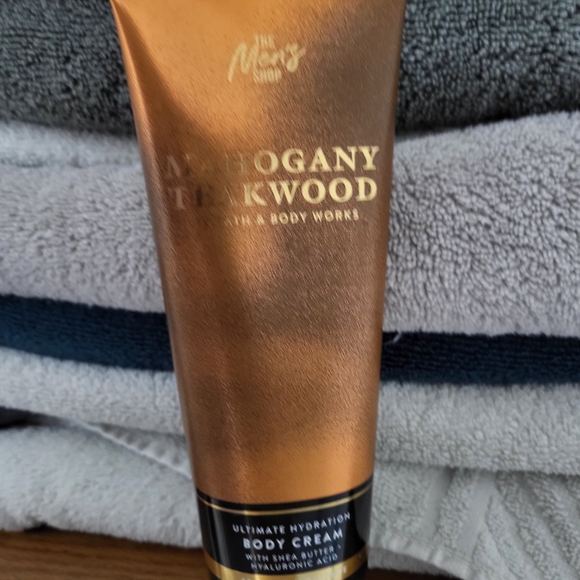 THE
Men's
SHOP
MAHOGANY
TEAKWOOD
BATH & BODY WORKS
ULTIMATE HYDRATION
BODY CREAM
WITH SHEA BUTTER +
HYALURONIC ACID